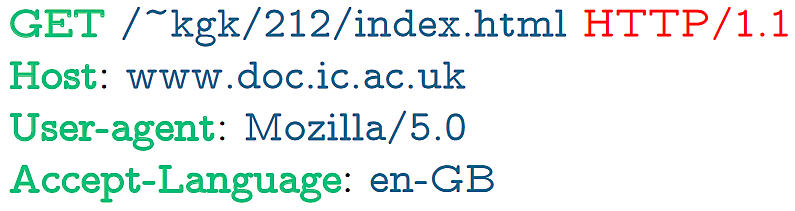 GET /~kgk/212/index.html HTTP/1.1
Host: www.doc.ic.ac.uk
User-agent: Mozilla/5.0
Accept-Language: en-GB